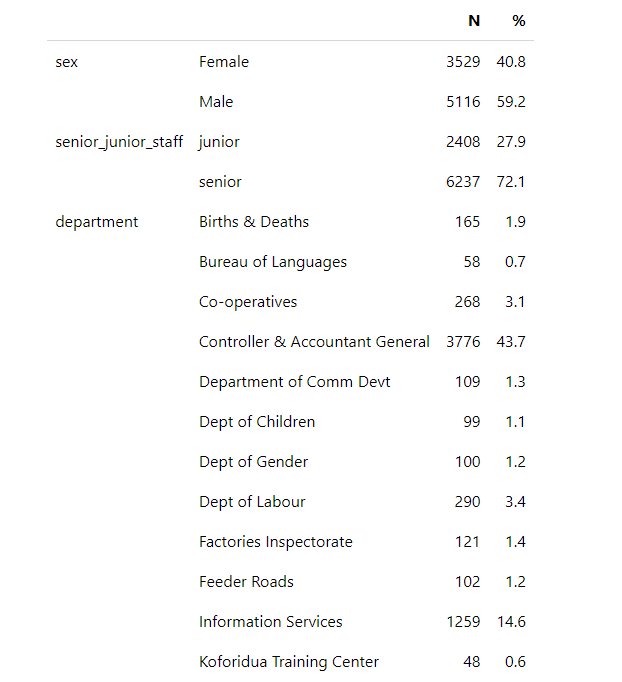 N %
sex Female 3529 40.8
Male 5116 59.2
senior_junior_staff junior 2408 27.9
senior 6237 72.1
department Births & Deaths 165 1.9
Bureau of Languages 58 0.7
Co-operatives 268 3.1
Controller & Accountant General 3776 43.7
Department of Comm Devt 109 1.3
Dept of Children 99 1.1
Dept of Gender 100 1.2
Dept of Labour 290 3.4
Factories Inspectorate 121 1.4
Feeder Roads 102 1.2
Information Services 1259 14.6
Koforidua Training Center 48 0.6